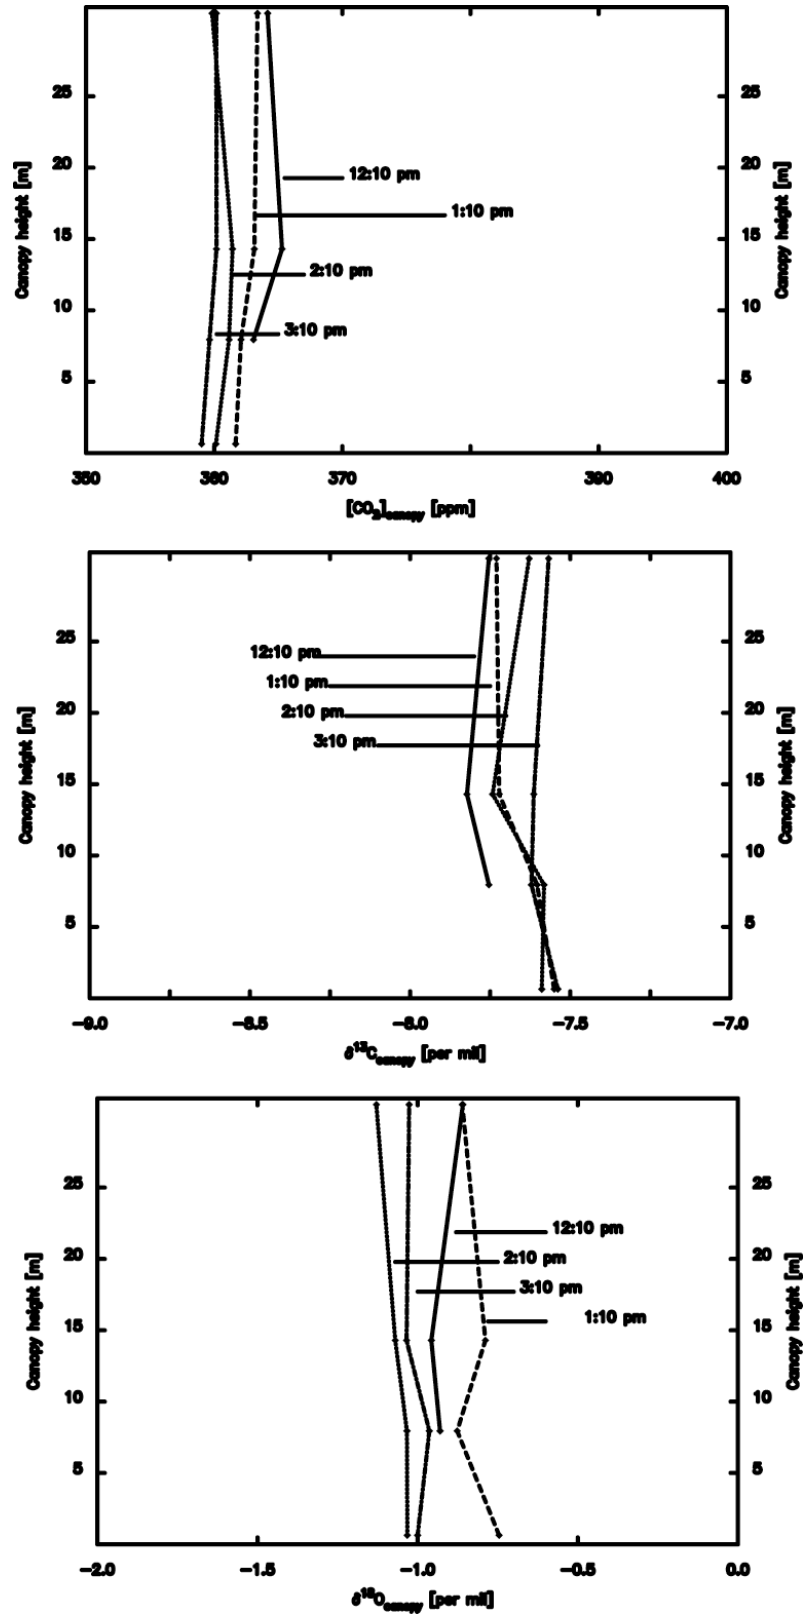 25 25
20 20
15 15
10 10
5 5
Canopy height [m]
Canopy height [m]
12:10 pm
1:10 pm
2:10 pm
3:10 pm
350 360 370 390 400
[CO₂]canopy [ppm]
25 25
20 20
15 15
10 10
5 5
Canopy height [m]
Canopy height [m]
12:10 pm
1:10 pm
2:10 pm
3:10 pm
-9.0 -8.5 -8.0 -7.5 -7.0
δ¹³Ccanopy [per mil]
25 25
20 20
15 15
10 10
5 5
Canopy height [m]
Canopy height [m]
12:10 pm
2:10 pm
3:10 pm
1:10 pm
-2.0 -1.5 -1.0 -0.5 0.0
δ¹⁸Ocanopy [per mil]